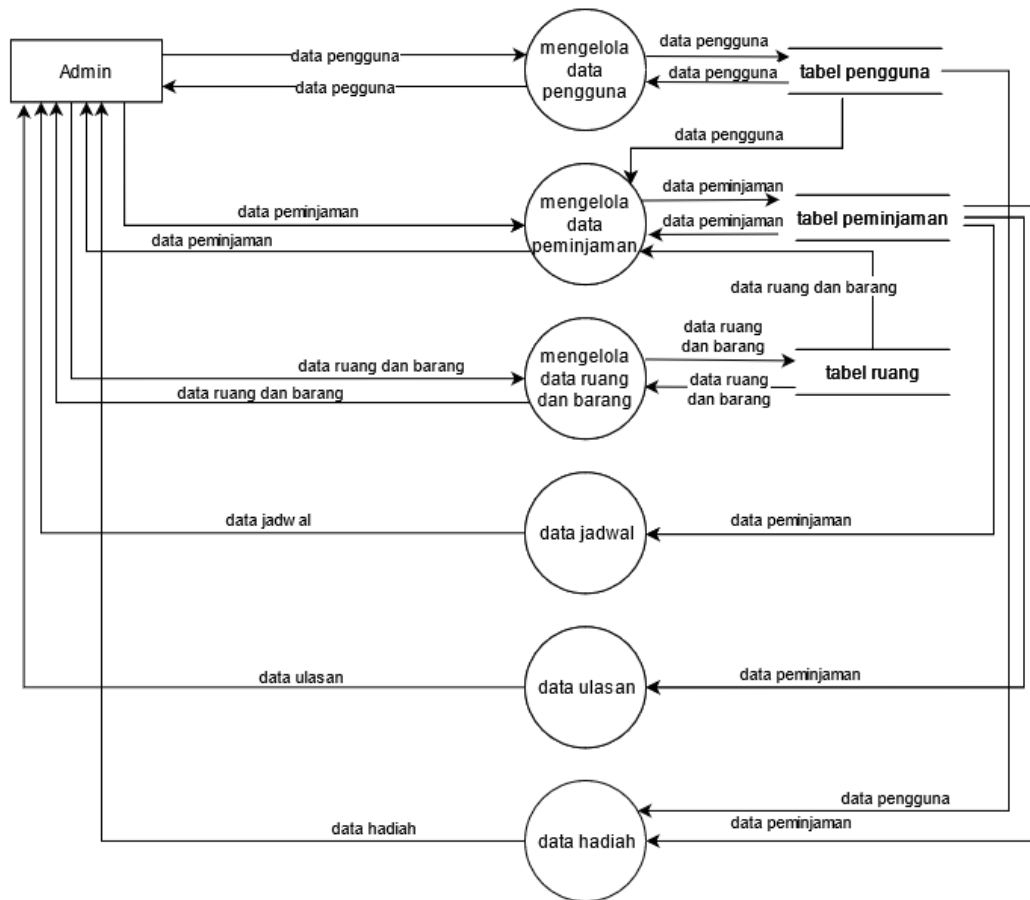 Admin
data pengguna
data pegguna
mengelola
data
pengguna
data pengguna
data pengguna
tabel pengguna
data pengguna
data peminjaman
data peminjaman
mengelola
data
peminjaman
data peminjaman
data peminjaman
tabel peminjaman
data ruang dan barang
data ruang dan barang
data ruang dan barang
mengelola
data ruang
dan barang
data ruang
dan barang
data ruang
dan barang
tabel ruang
data jadwal
data jadwal
data peminjaman
data ulasan
data ulasan
data peminjaman
data hadiah
data hadiah
data pengguna
data peminjaman